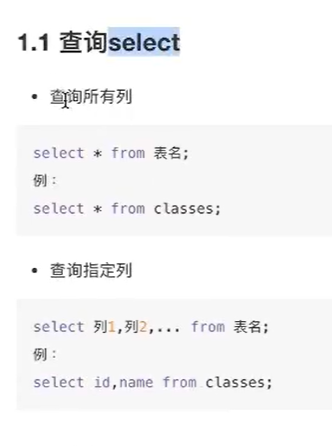 1.1 查询select
• 查询所有列
select * from 表名;
例：
select * from classes;
• 查询指定列
select 列1,列2,... from 表名;
例：
select id,name from classes;